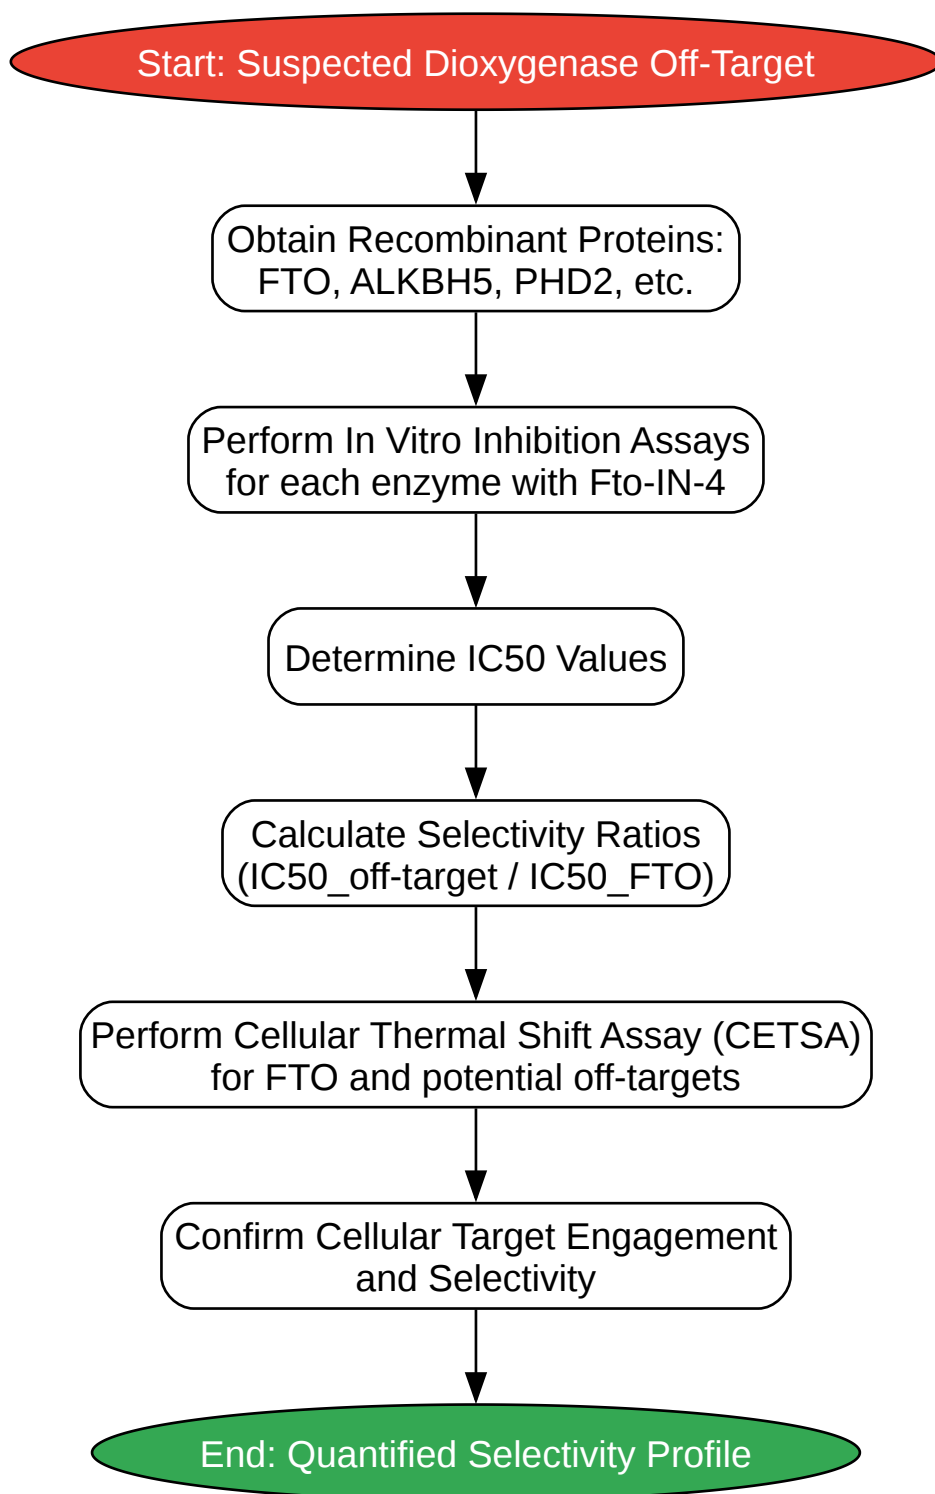 Start: Suspected Dioxygenase Off-Target
Obtain Recombinant Proteins:
FTO, ALKBH5, PHD2, etc.
Perform In Vitro Inhibition Assays
for each enzyme with Fto-IN-4
Determine IC50 Values
Calculate Selectivity Ratios
(IC50_off-target / IC50_FTO)
Perform Cellular Thermal Shift Assay (CETSA)
for FTO and potential off-targets
Confirm Cellular Target Engagement
and Selectivity
End: Quantified Selectivity Profile